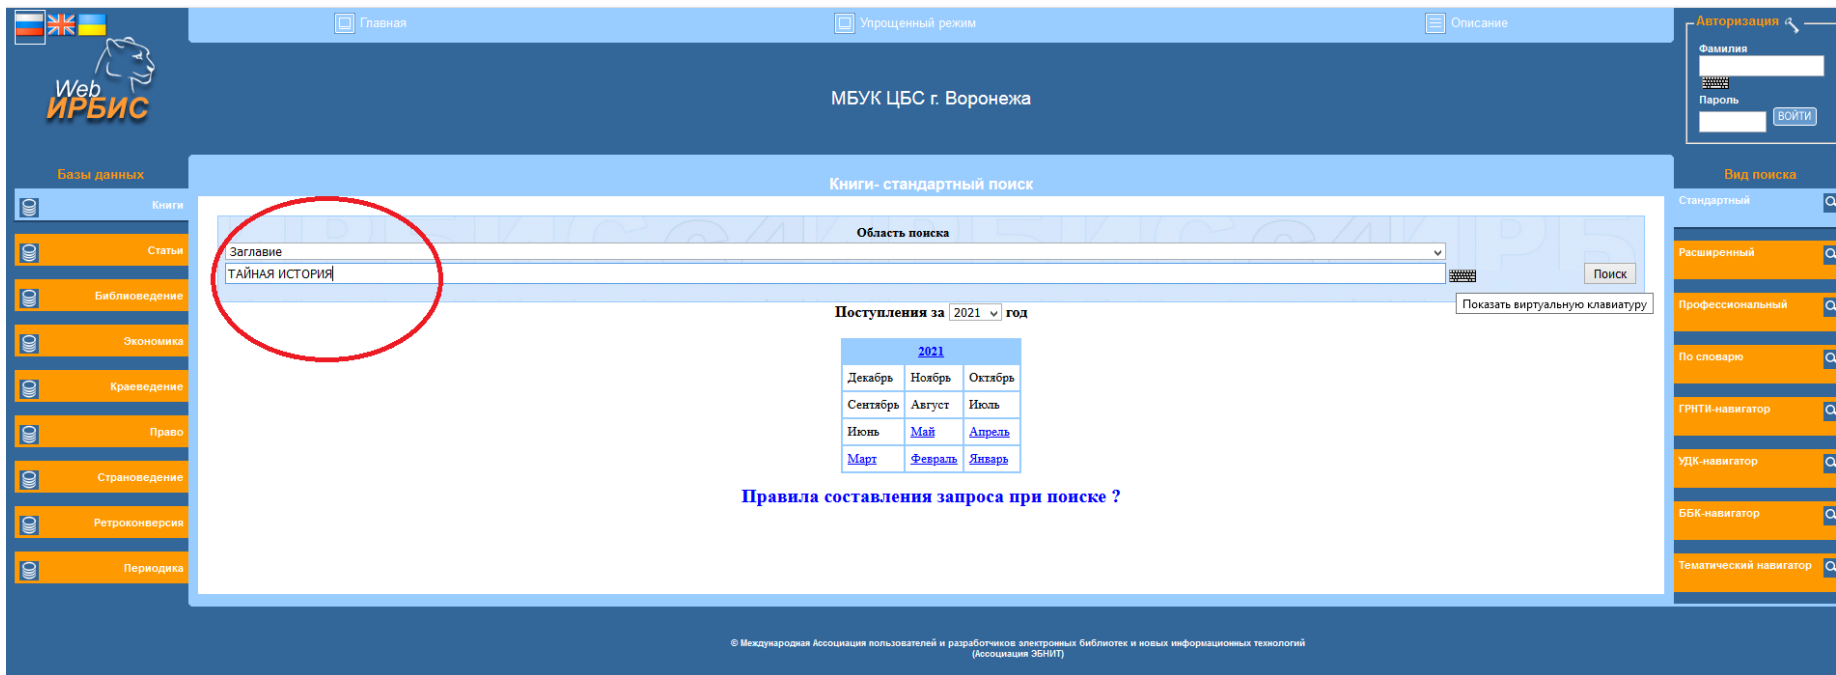 Главная
Упрощенный режим
Описание
Авторизация
Фамилия
Пароль
ВОЙТИ
Web
ИРБИС
МБУК ЦБС г. Воронежа
Базы данных
Книги
Статьи
Библиоведение
Экономика
Краеведение
Право
Страноведение
Ретроконверсия
Периодика
Книги- стандартный поиск
Область поиска
Заглавие
ТАЙНАЯ ИСТОРИЯ
Поиск
Показать виртуальную клавиатуру
Поступления за 2021 год
2021
Декабрь Ноябрь Октябрь
Сентябрь Август Июль
Июнь Май Апрель
Март Февраль Январь
Правила составления запроса при поиске ?
Вид поиска
Стандартный
Расширенный
Профессиональный
По словарю
ГРНТИ-навигатор
УДК-навигатор
ББК-навигатор
Тематический навигатор
© Международная Ассоциация пользователей и разработчиков электронных библиотек и новых информационных технологий
(Ассоциация ЭБНИТ)